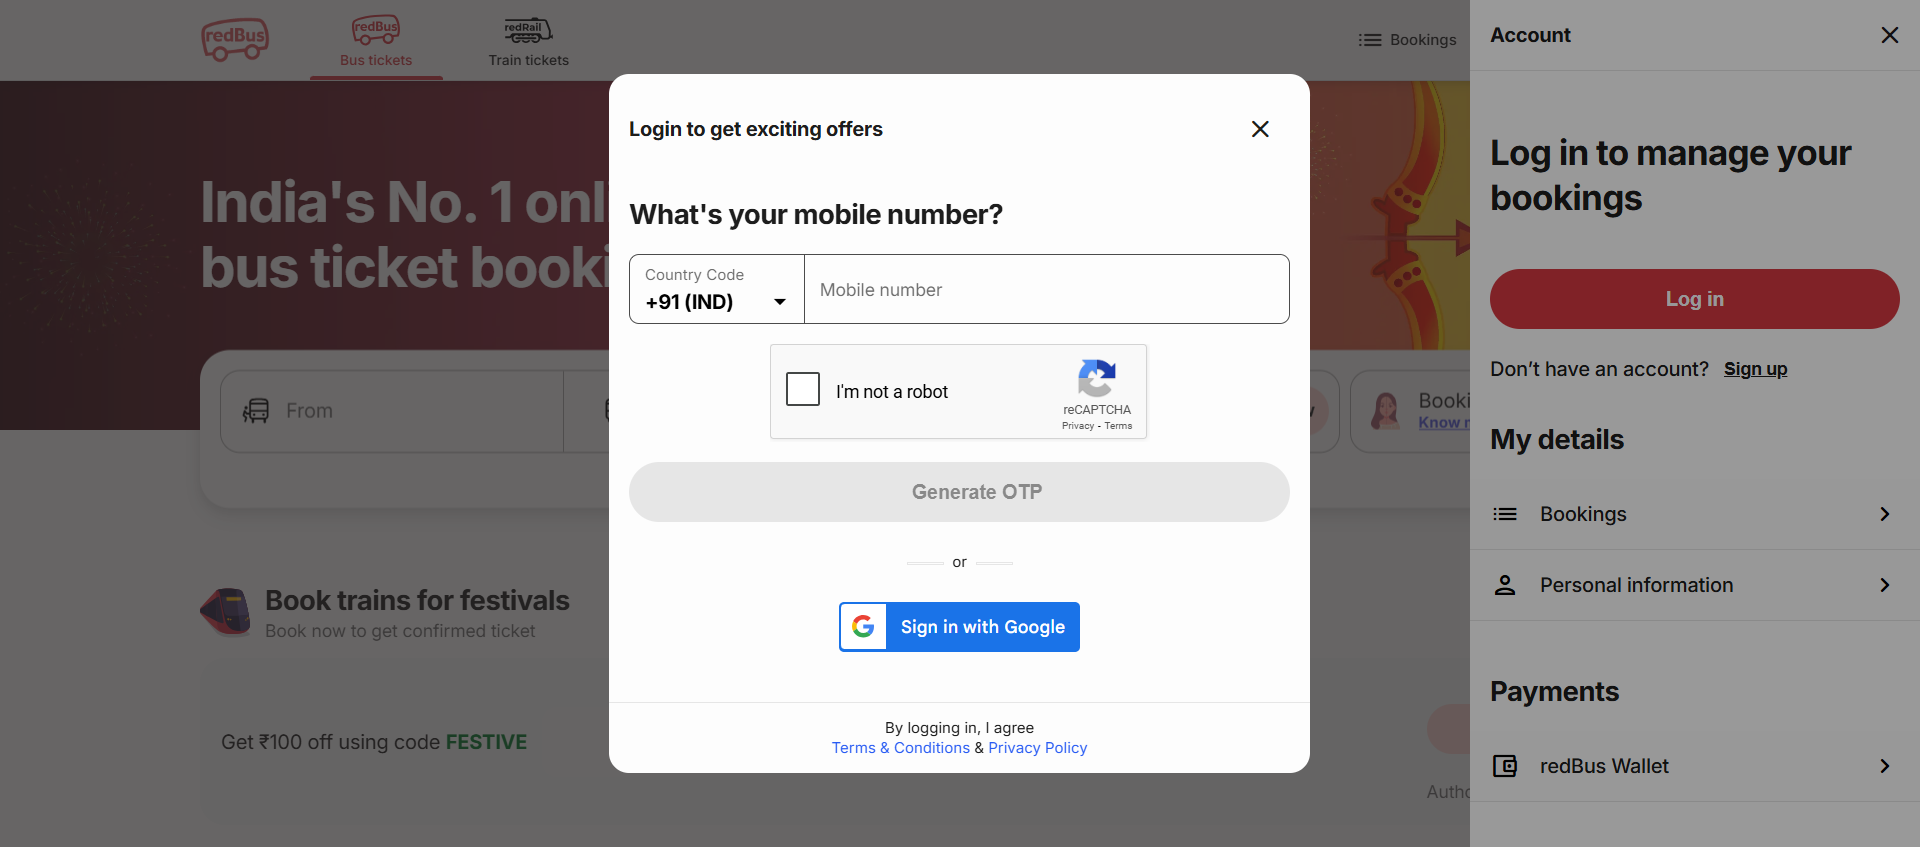 redBus
redBus
Bus tickets
redRail
Train tickets
Bookings
India's No. 1 onli
bus ticket booki
From
Booki
Know
Book trains for festivals
Book now to get confirmed ticket
Get ₹100 off using code FESTIVE
Autho
Login to get exciting offers
What's your mobile number?
Country Code
+91 (IND)
Mobile number
I'm not a robot
reCAPTCHA
Privacy - Terms
Generate OTP
or
Sign in with Google
By logging in, I agree
Terms & Conditions & Privacy Policy
Account
Log in to manage your
bookings
Log in
Don’t have an account? Sign up
My details
Bookings
Personal information
Payments
redBus Wallet